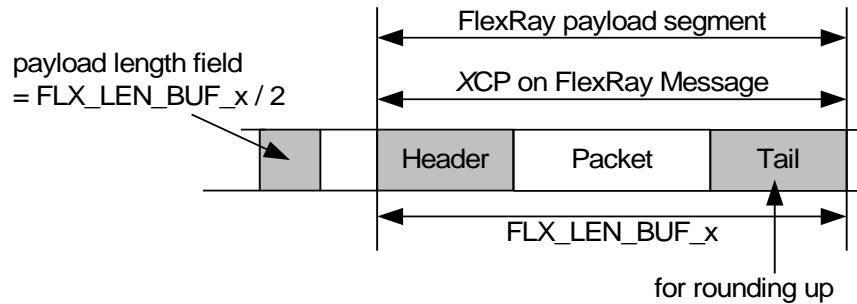 FlexRay payload segment
payload length field
= FLX_LEN_BUF_x / 2
XCP on FlexRay Message
Header
Packet
Tail
FLX_LEN_BUF_x
for rounding up